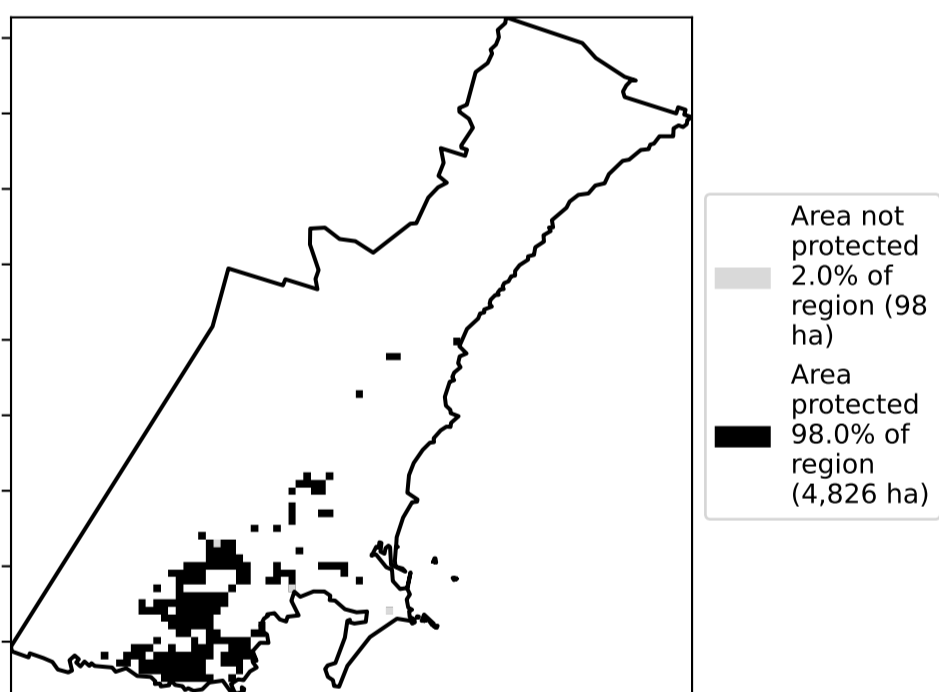 Area not
protected
2.0% of
region (98
ha)
Area
protected
98.0% of
region
(4,826 ha)